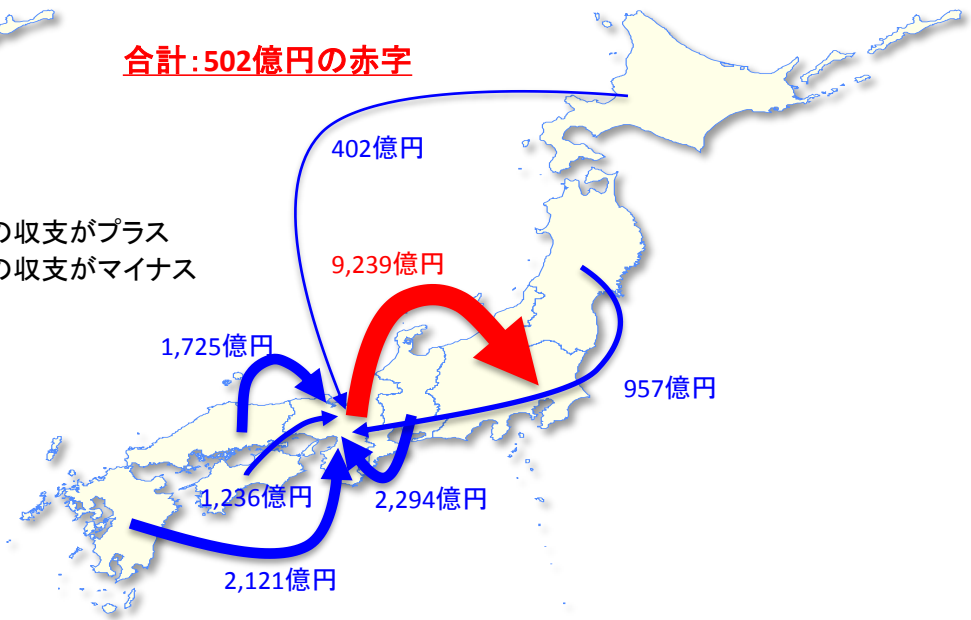 合計：502億円の赤字
402億円
の収支がプラス
の収支がマイナス
9,239億円
1,725億円
957億円
1,236億円
2,294億円
2,121億円